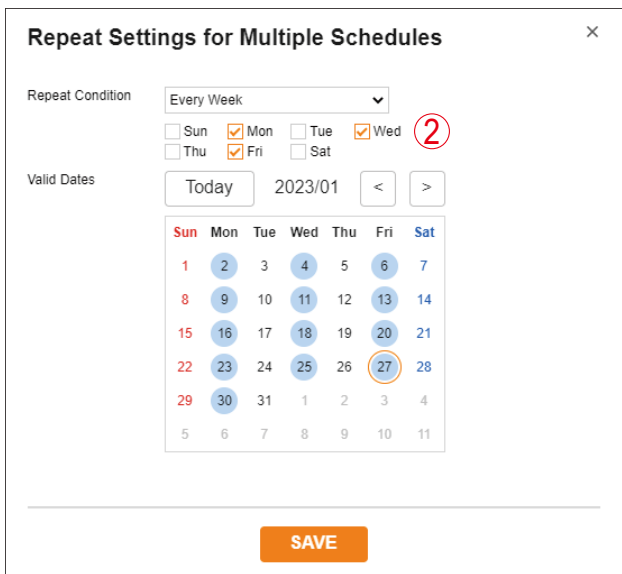 Repeat Settings for Multiple Schedules ×
Repeat Condition Every Week
Sun Mon Tue Wed ②
Thu Fri Sat
Valid Dates Today 2023/01 < >
Sun Mon Tue Wed Thu Fri Sat
1 2 3 4 5 6 7
8 9 10 11 12 13 14
15 16 17 18 19 20 21
22 23 24 25 26 27 28
29 30 31 1 2 3 4
5 6 7 8 9 10 11
SAVE